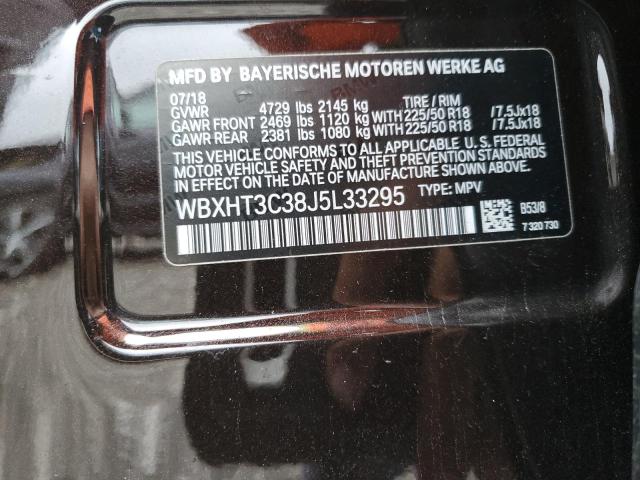 MFD BY BAYERISCHE MOTOREN WERKE AG
07/18 TIRE / RIM
GVWR 4729 lbs 2145 kg
GAWR FRONT 2469 lbs 1120 kg WITH 225/50 R18 /7.5Jx18
GAWR REAR 2381 lbs 1080 kg WITH 225/50 R18 /7.5Jx18
THIS VEHICLE CONFORMS TO ALL APPLICABLE U. S. FEDERAL
MOTOR VEHICLE SAFETY AND THEFT PREVENTION STANDARDS
IN EFFECT ON THE DATE OF MANUFACTURE SHOWN ABOVE.
WBXHT3C38J5L33295 TYPE: MPV
B53/8
7 320 730